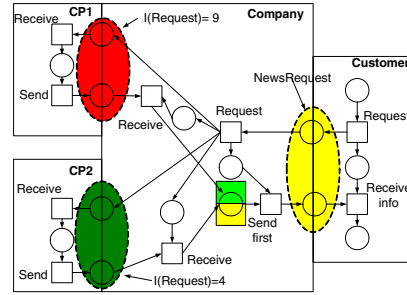 CP1
Company
Receive
I(Request)= 9
Customer
NewsRequest
Send
Receive
Request
Request
CP2
Receive
Receive
info
Send
first
Receive
Send
I(Request)=4